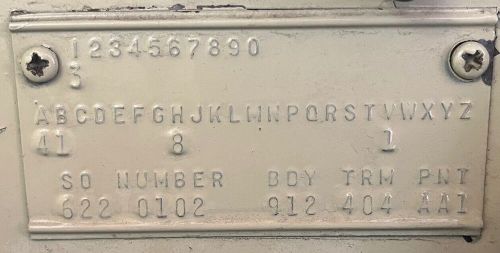 1234567890
3
ABCDEFGHJKLMNPQRSTVWXYZ
41 8 1
SO NUMBER BDY TRM PNT
622 0102 912 404 AA1